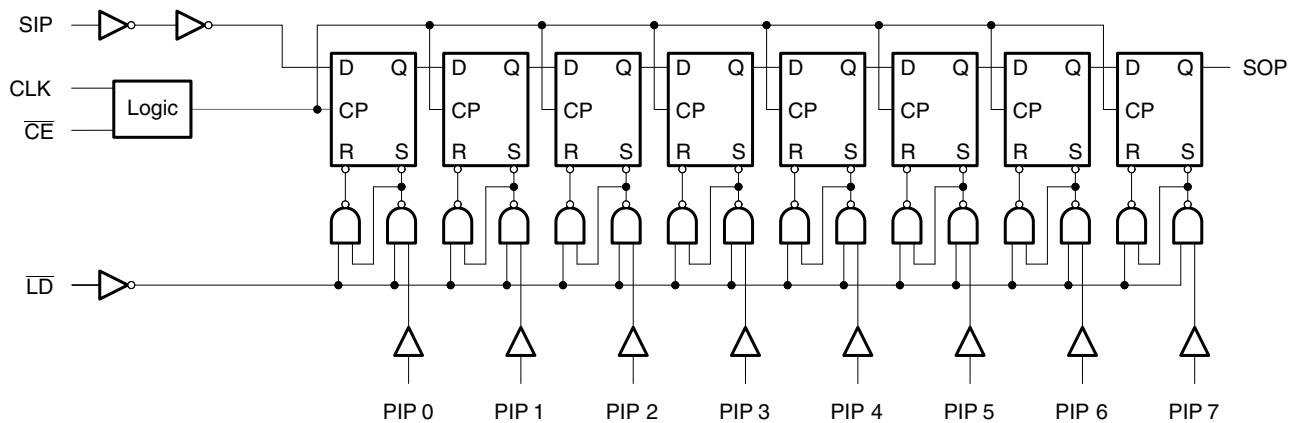 SIP
D Q D Q D Q D Q D Q D Q D Q D Q SOP
CLK
Logic
CP CP CP CP CP CP CP CP
CE
R S R S R S R S R S R S R S R S
LD
PIP 0 PIP 1 PIP 2 PIP 3 PIP 4 PIP 5 PIP 6 PIP 7